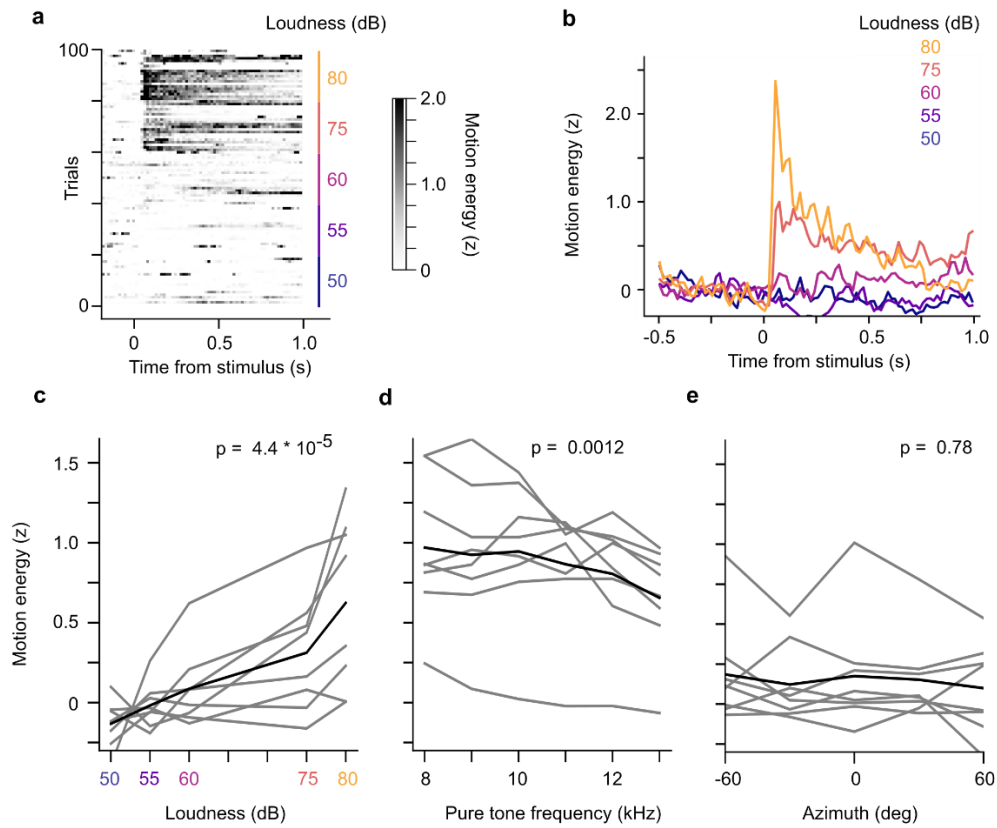 a
Loudness (dB)
100
80
75
60
55
50
0
Trials
0
0.5
1.0
Time from stimulus (s)
2.0
1.0
0
Motion energy (z)
b
Loudness (dB)
80
75
60
55
50
2.0
1.0
0
Motion energy (z)
-0.5
0
0.5
1.0
Time from stimulus (s)
c
p = 4.4 * 10-5
1.5
1.0
0.5
0
Motion energy (z)
50 55 60 75 80
Loudness (dB)
d
p = 0.0012
8 10 12
Pure tone frequency (kHz)
e
p = 0.78
-60 0 60
Azimuth (deg)